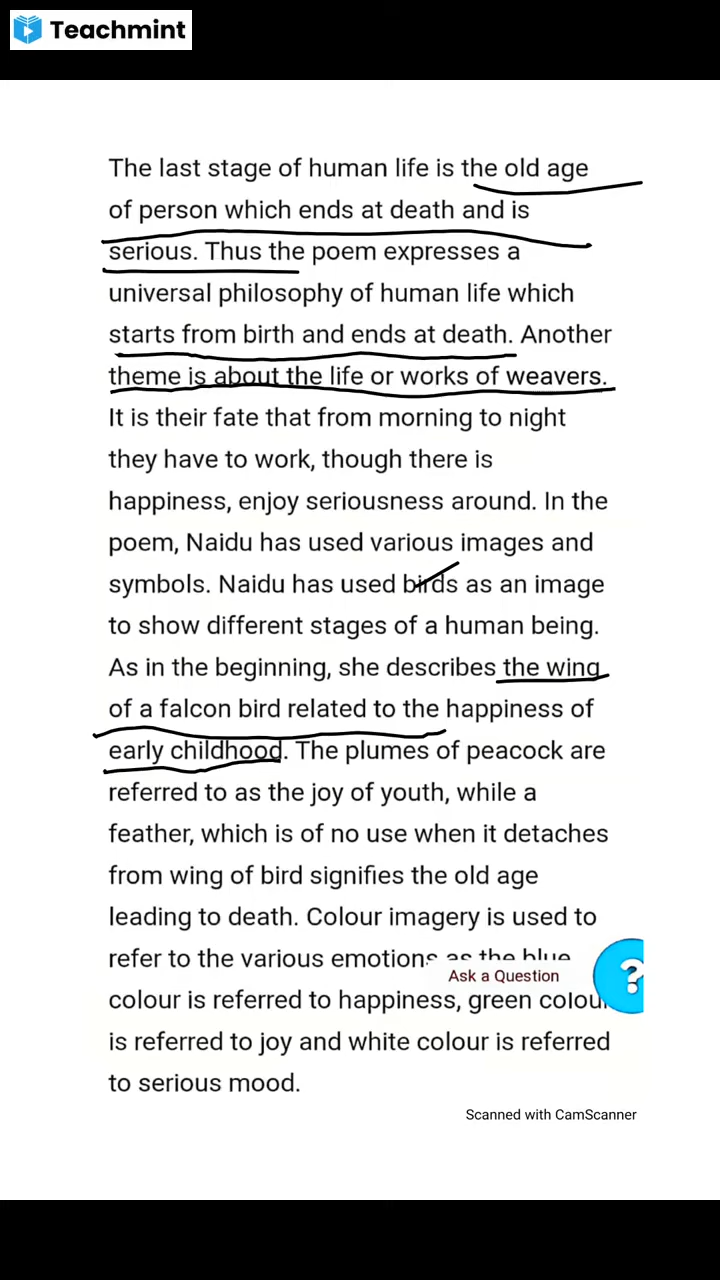 Teachmint
The last stage of human life is the old age
of person which ends at death and is
serious. Thus the poem expresses a
universal philosophy of human life which
starts from birth and ends at death. Another
theme is about the life or works of weavers.
It is their fate that from morning to night
they have to work, though there is
happiness, enjoy seriousness around. In the
poem, Naidu has used various images and
symbols. Naidu has used birds as an image
to show different stages of a human being.
As in the beginning, she describes the wing
of a falcon bird related to the happiness of
early childhood. The plumes of peacock are
referred to as the joy of youth, while a
feather, which is of no use when it detaches
from wing of bird signifies the old age
leading to death. Colour imagery is used to
refer to the various emotions as the blue
Ask a Question
?
colour is referred to happiness, green colour
is referred to joy and white colour is referred
to serious mood.
Scanned with CamScanner